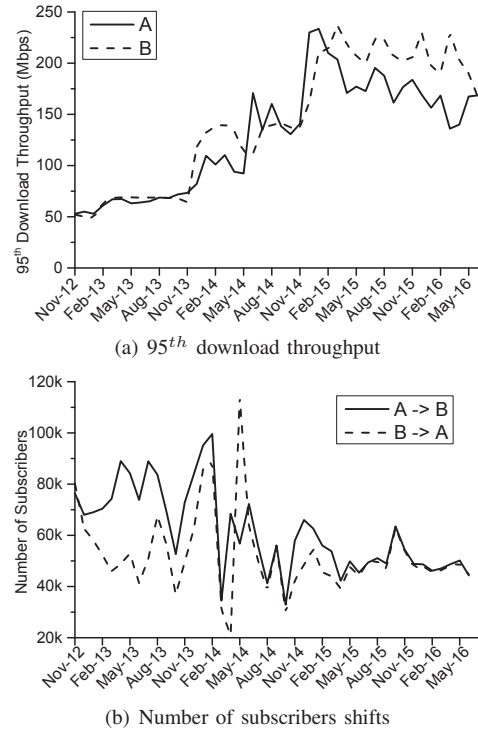 250
200
150
100
50
0
95th Download Throughput (Mbps)
A
B
Nov-12
Feb-13
May-13
Aug-13
Nov-13
Feb-14
May-14
Aug-14
Nov-14
Feb-15
May-15
Aug-15
Nov-15
Feb-16
May-16
(a) 95th download throughput
120k
100k
80k
60k
40k
20k
Number of Subscribers
A -> B
B -> A
Nov-12
Feb-13
May-13
Aug-13
Nov-13
Feb-14
May-14
Aug-14
Nov-14
Feb-15
May-15
Aug-15
Nov-15
Feb-16
May-16
(b) Number of subscribers shifts